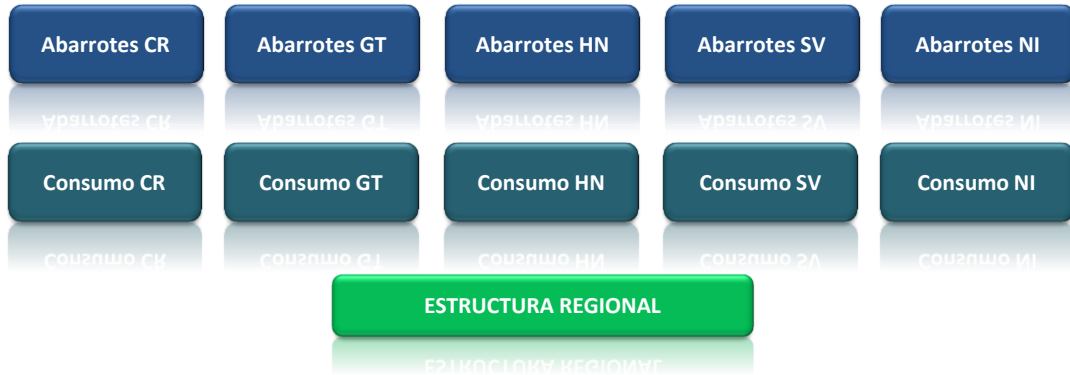 Abarrotes CR Abarrotes GT Abarrotes HN Abarrotes SV Abarrotes NI
Consumo CR Consumo GT Consumo HN Consumo SV Consumo NI
ESTRUCTURA REGIONAL